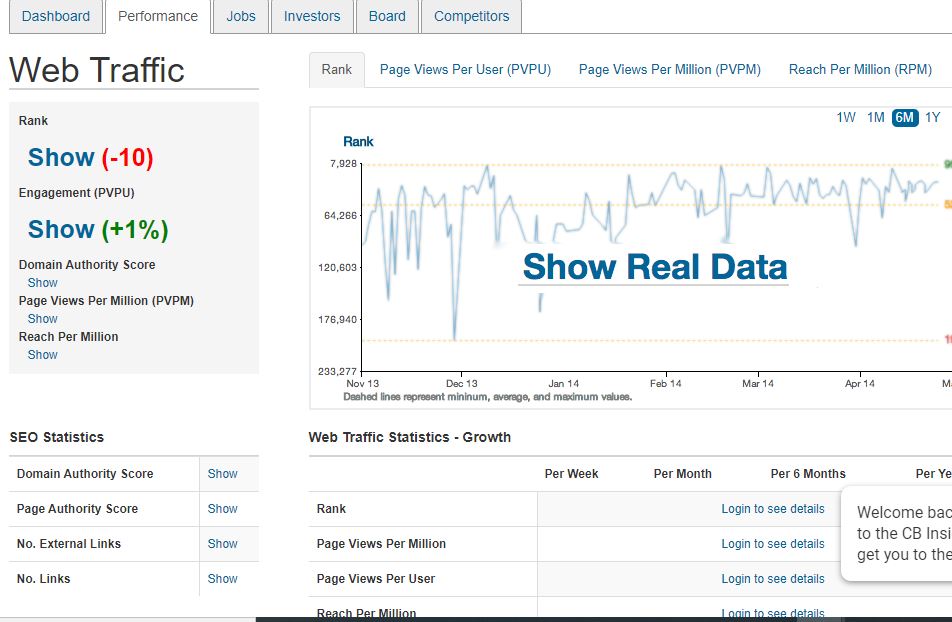 Dashboard Performance Jobs Investors Board Competitors
Web Traffic
Rank
Show (-10)
Engagement (PVPU)
Show (+1%)
Domain Authority Score
Show
Page Views Per Million (PVPM)
Show
Reach Per Million
Show
Rank Page Views Per User (PVPU) Page Views Per Million (PVPM) Reach Per Million (RPM)
1W 1M 6M 1Y
Rank
7,928
64,266
120,603
176,940
233,277
Show Real Data
Nov 13 Dec 13 Jan 14 Feb 14 Mar 14 Apr 14
Dashed lines represent mininum, average, and maximum values.
SEO Statistics
Domain Authority Score Show
Page Authority Score Show
No. External Links Show
No. Links Show
Web Traffic Statistics - Growth
Per Week Per Month Per 6 Months Per Ye
Rank Login to see details
Page Views Per Million Login to see details
Page Views Per User Login to see details
Reach Per Million Login to see details
Welcome bac
to the CB Insi
get you to the